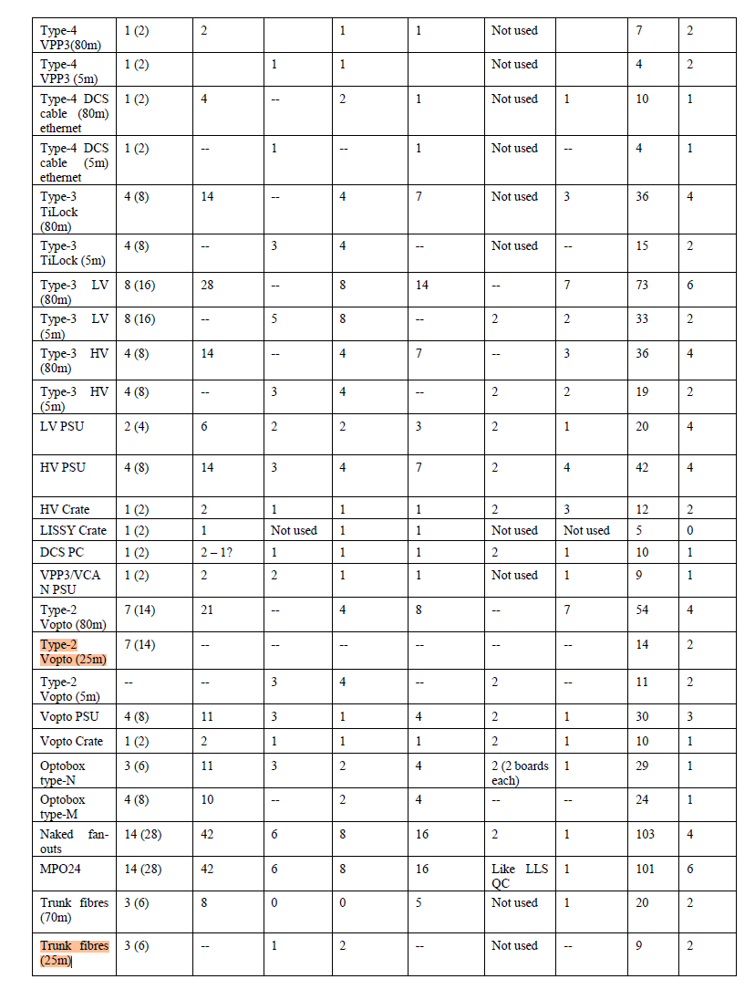 Type-4 VPP3(80m) 1 (2) 2 1 1 Not used 7 2
Type-4 VPP3 (5m) 1 (2) 1 1 Not used 4 2
Type-4 DCS cable (80m) ethernet 1 (2) 4 -- 2 1 Not used 1 10 1
Type-4 DCS cable (5m) ethernet 1 (2) -- 1 -- 1 Not used -- 4 1
Type-3 TiLock (80m) 4 (8) 14 -- 4 7 Not used 3 36 4
Type-3 TiLock (5m) 4 (8) -- 3 4 -- Not used -- 15 2
Type-3 LV (80m) 8 (16) 28 -- 8 14 -- 7 73 6
Type-3 LV (5m) 8 (16) -- 5 8 -- 2 2 33 2
Type-3 HV (80m) 4 (8) 14 -- 4 7 -- 3 36 4
Type-3 HV (5m) 4 (8) -- 3 4 -- 2 2 19 2
LV PSU 2 (4) 6 2 2 3 2 1 20 4
HV PSU 4 (8) 14 3 4 7 2 4 42 4
HV Crate 1 (2) 2 1 1 1 2 3 12 2
LISSY Crate 1 (2) 1 Not used 1 1 Not used Not used 5 0
DCS PC 1 (2) 2 – 1? 1 1 1 2 1 10 1
VPP3/VCA N PSU 1 (2) 2 2 1 1 Not used 1 9 1
Type-2 Vopto (80m) 7 (14) 21 -- 4 8 -- 7 54 4
Type-2 Vopto (25m) 7 (14) -- -- -- -- -- -- 14 2
Type-2 Vopto (5m) -- -- 3 4 -- 2 -- 11 2
Vopto PSU 4 (8) 11 3 1 4 2 1 30 3
Vopto Crate 1 (2) 2 1 1 1 2 1 10 1
Optobox type-N 3 (6) 11 3 2 4 2 (2 boards each) 1 29 1
Optobox type-M 4 (8) 10 -- 2 4 -- -- 24 1
Naked fan-outs 14 (28) 42 6 8 16 2 1 103 4
MPO24 14 (28) 42 6 8 16 Like LLS QC 1 101 6
Trunk fibres (70m) 3 (6) 8 0 0 5 Not used 1 20 2
Trunk fibres (25m) 3 (6) -- 1 2 -- Not used -- 9 2